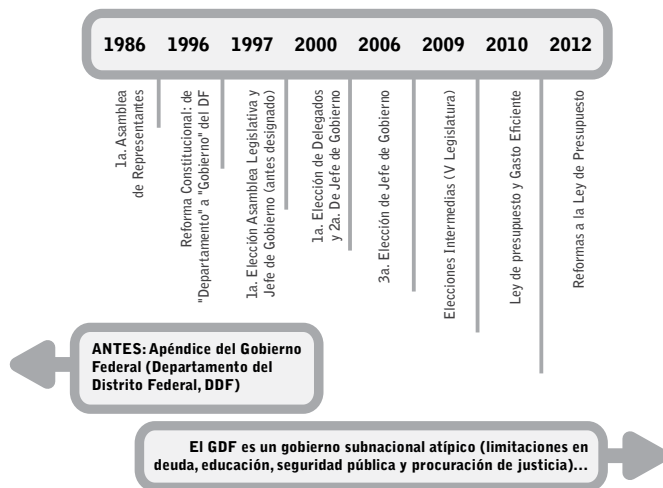 1986 1996 1997 2000 2006 2009 2010 2012
1a. Asamblea
de Representantes
Reforma Constitucional: de
"Departamento" a "Gobierno" del DF
1a. Elección Asamblea Legislativa y
Jefe de Gobierno (antes designado)
1a. Elección de Delegados
y 2a. De Jefe de Gobierno
3a. Elección de Jefe de Gobierno
Elecciones Intermedias (V Legislatura)
Ley de presupuesto y Gasto Eficiente
Reformas a la Ley de Presupuesto
ANTES: Apéndice del Gobierno
Federal (Departamento del
Distrito Federal, DDF)
El GDF es un gobierno subnacional atípico (limitaciones en
deuda, educación, seguridad pública y procuración de justicia)...